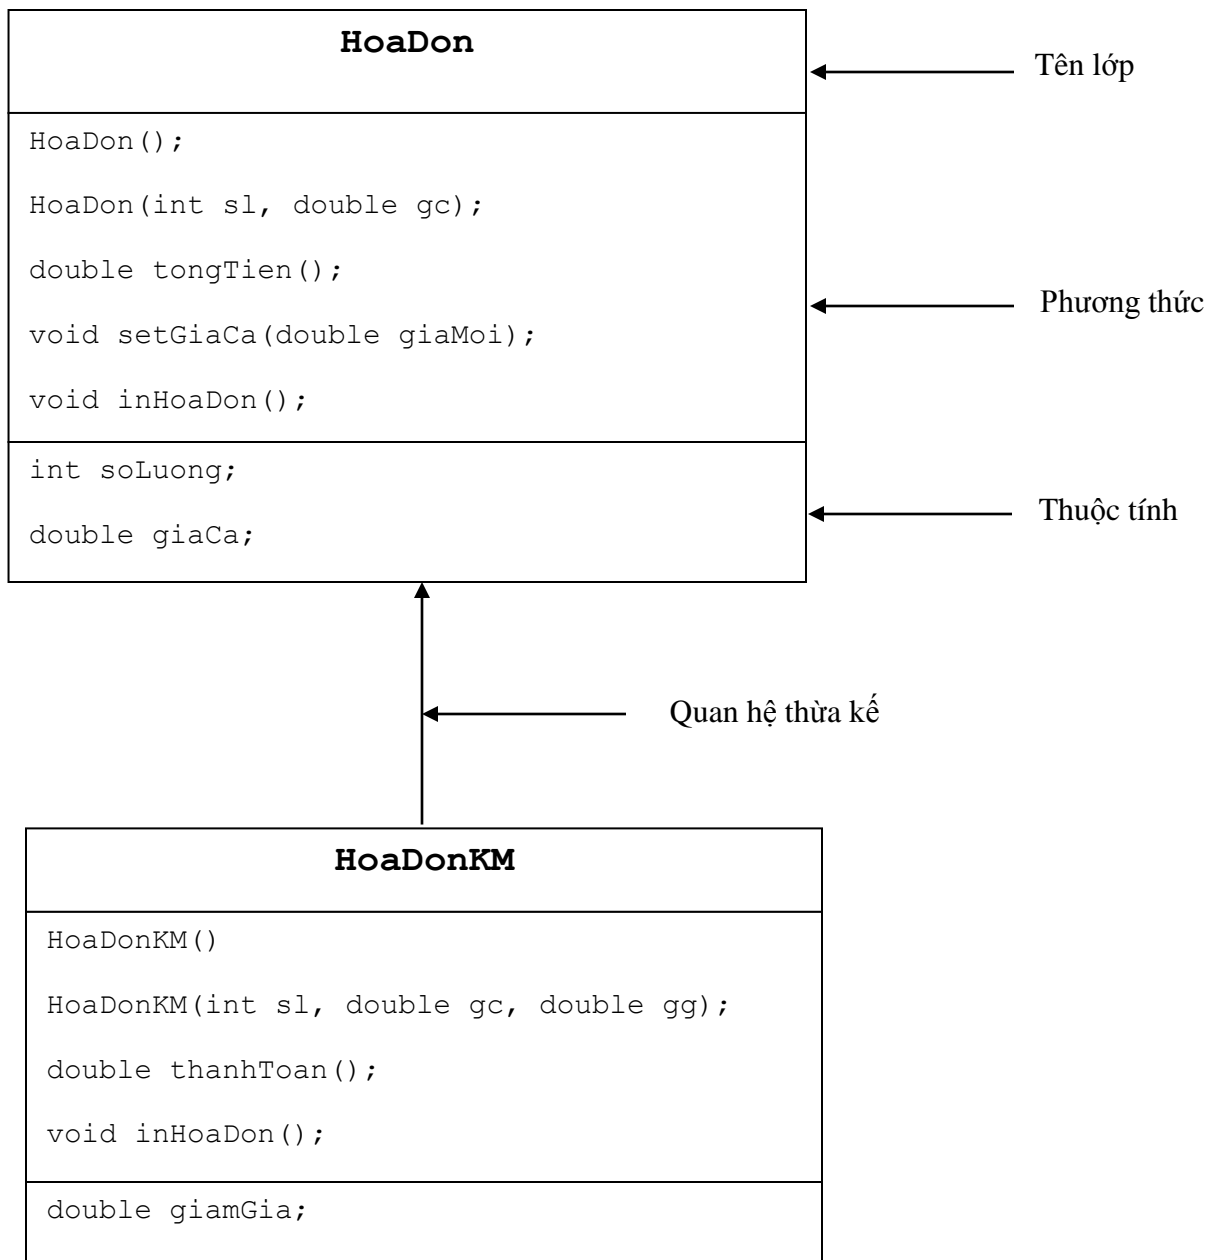 HoaDon
Tên lớp
HoaDon();
HoaDon(int sl, double gc);
double tongTien();
void setGiaCa(double giaMoi);
void inHoaDon();
Phương thức
int soLuong;
double giaCa;
Thuộc tính
Quan hệ thừa kế
HoaDonKM
HoaDonKM()
HoaDonKM(int sl, double gc, double gg);
double thanhToan();
void inHoaDon();
double giamGia;